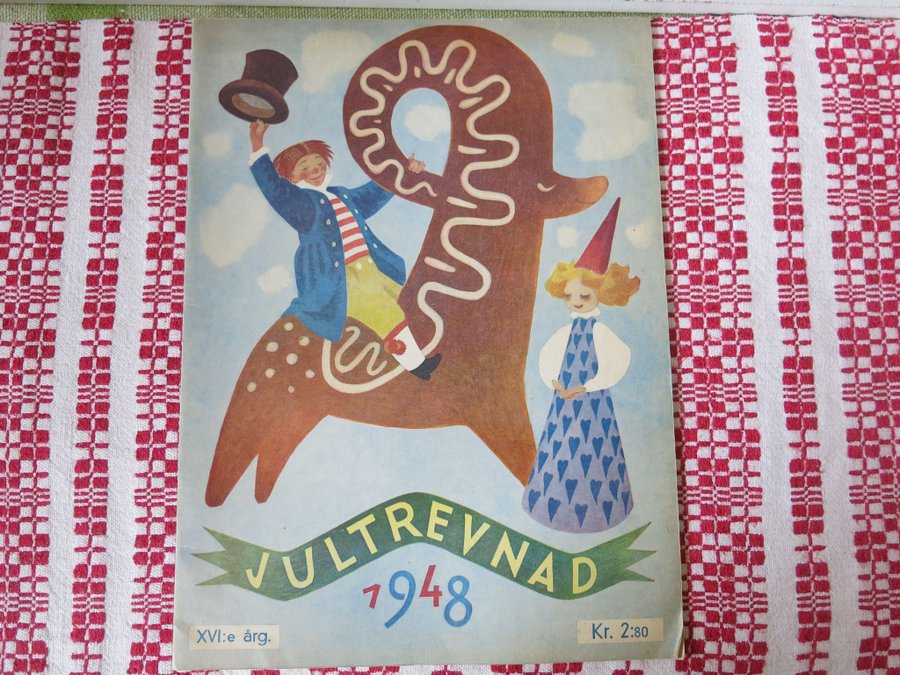 JULTREVNAD
1948
XVI:e årg.
Kr. 2:80